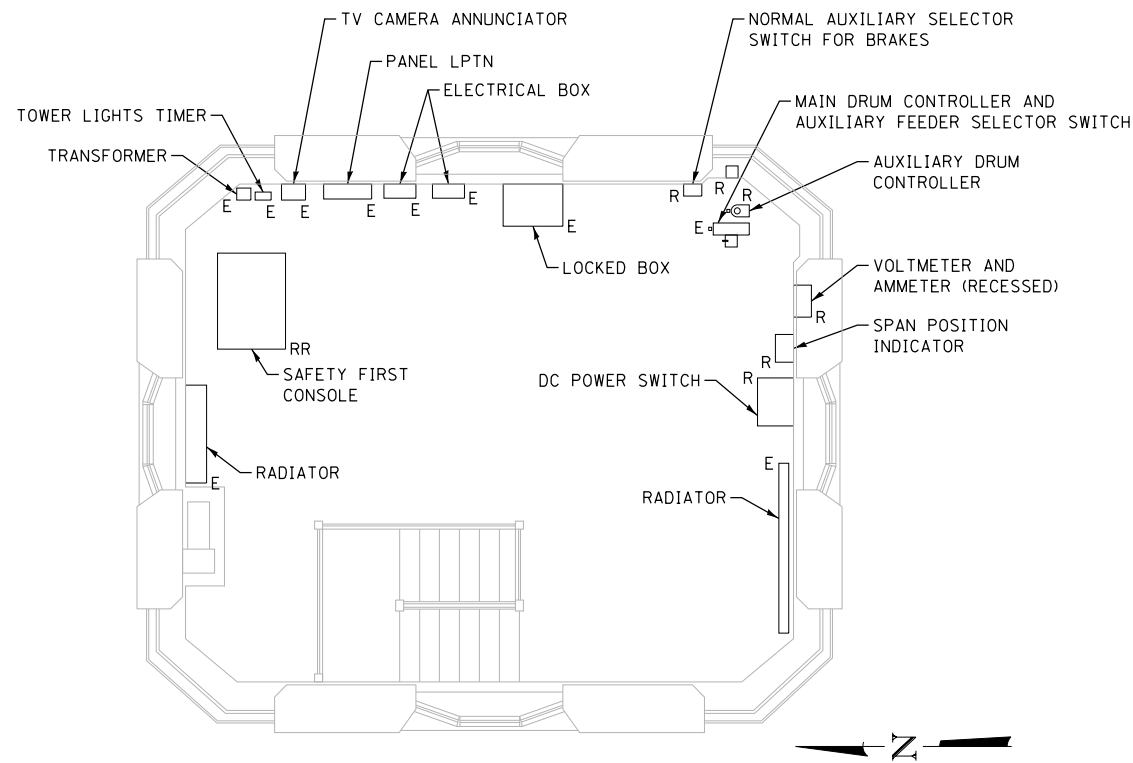 TV CAMERA ANNUNCIATOR
NORMAL AUXILIARY SELECTOR
SWITCH FOR BRAKES
PANEL LPTN
ELECTRICAL BOX
TOWER LIGHTS TIMER
MAIN DRUM CONTROLLER AND
AUXILIARY FEEDER SELECTOR SWITCH
TRANSFORMER
AUXILIARY DRUM
CONTROLLER
E
E
E
E
E
E
E
R
R
R
E
LOCKED BOX
VOLTMETER AND
AMMETER (RECESSED)
R
SPAN POSITION
INDICATOR
R
RR
SAFETY FIRST
CONSOLE
DC POWER SWITCH
R
RADIATOR
E
E
RADIATOR
N